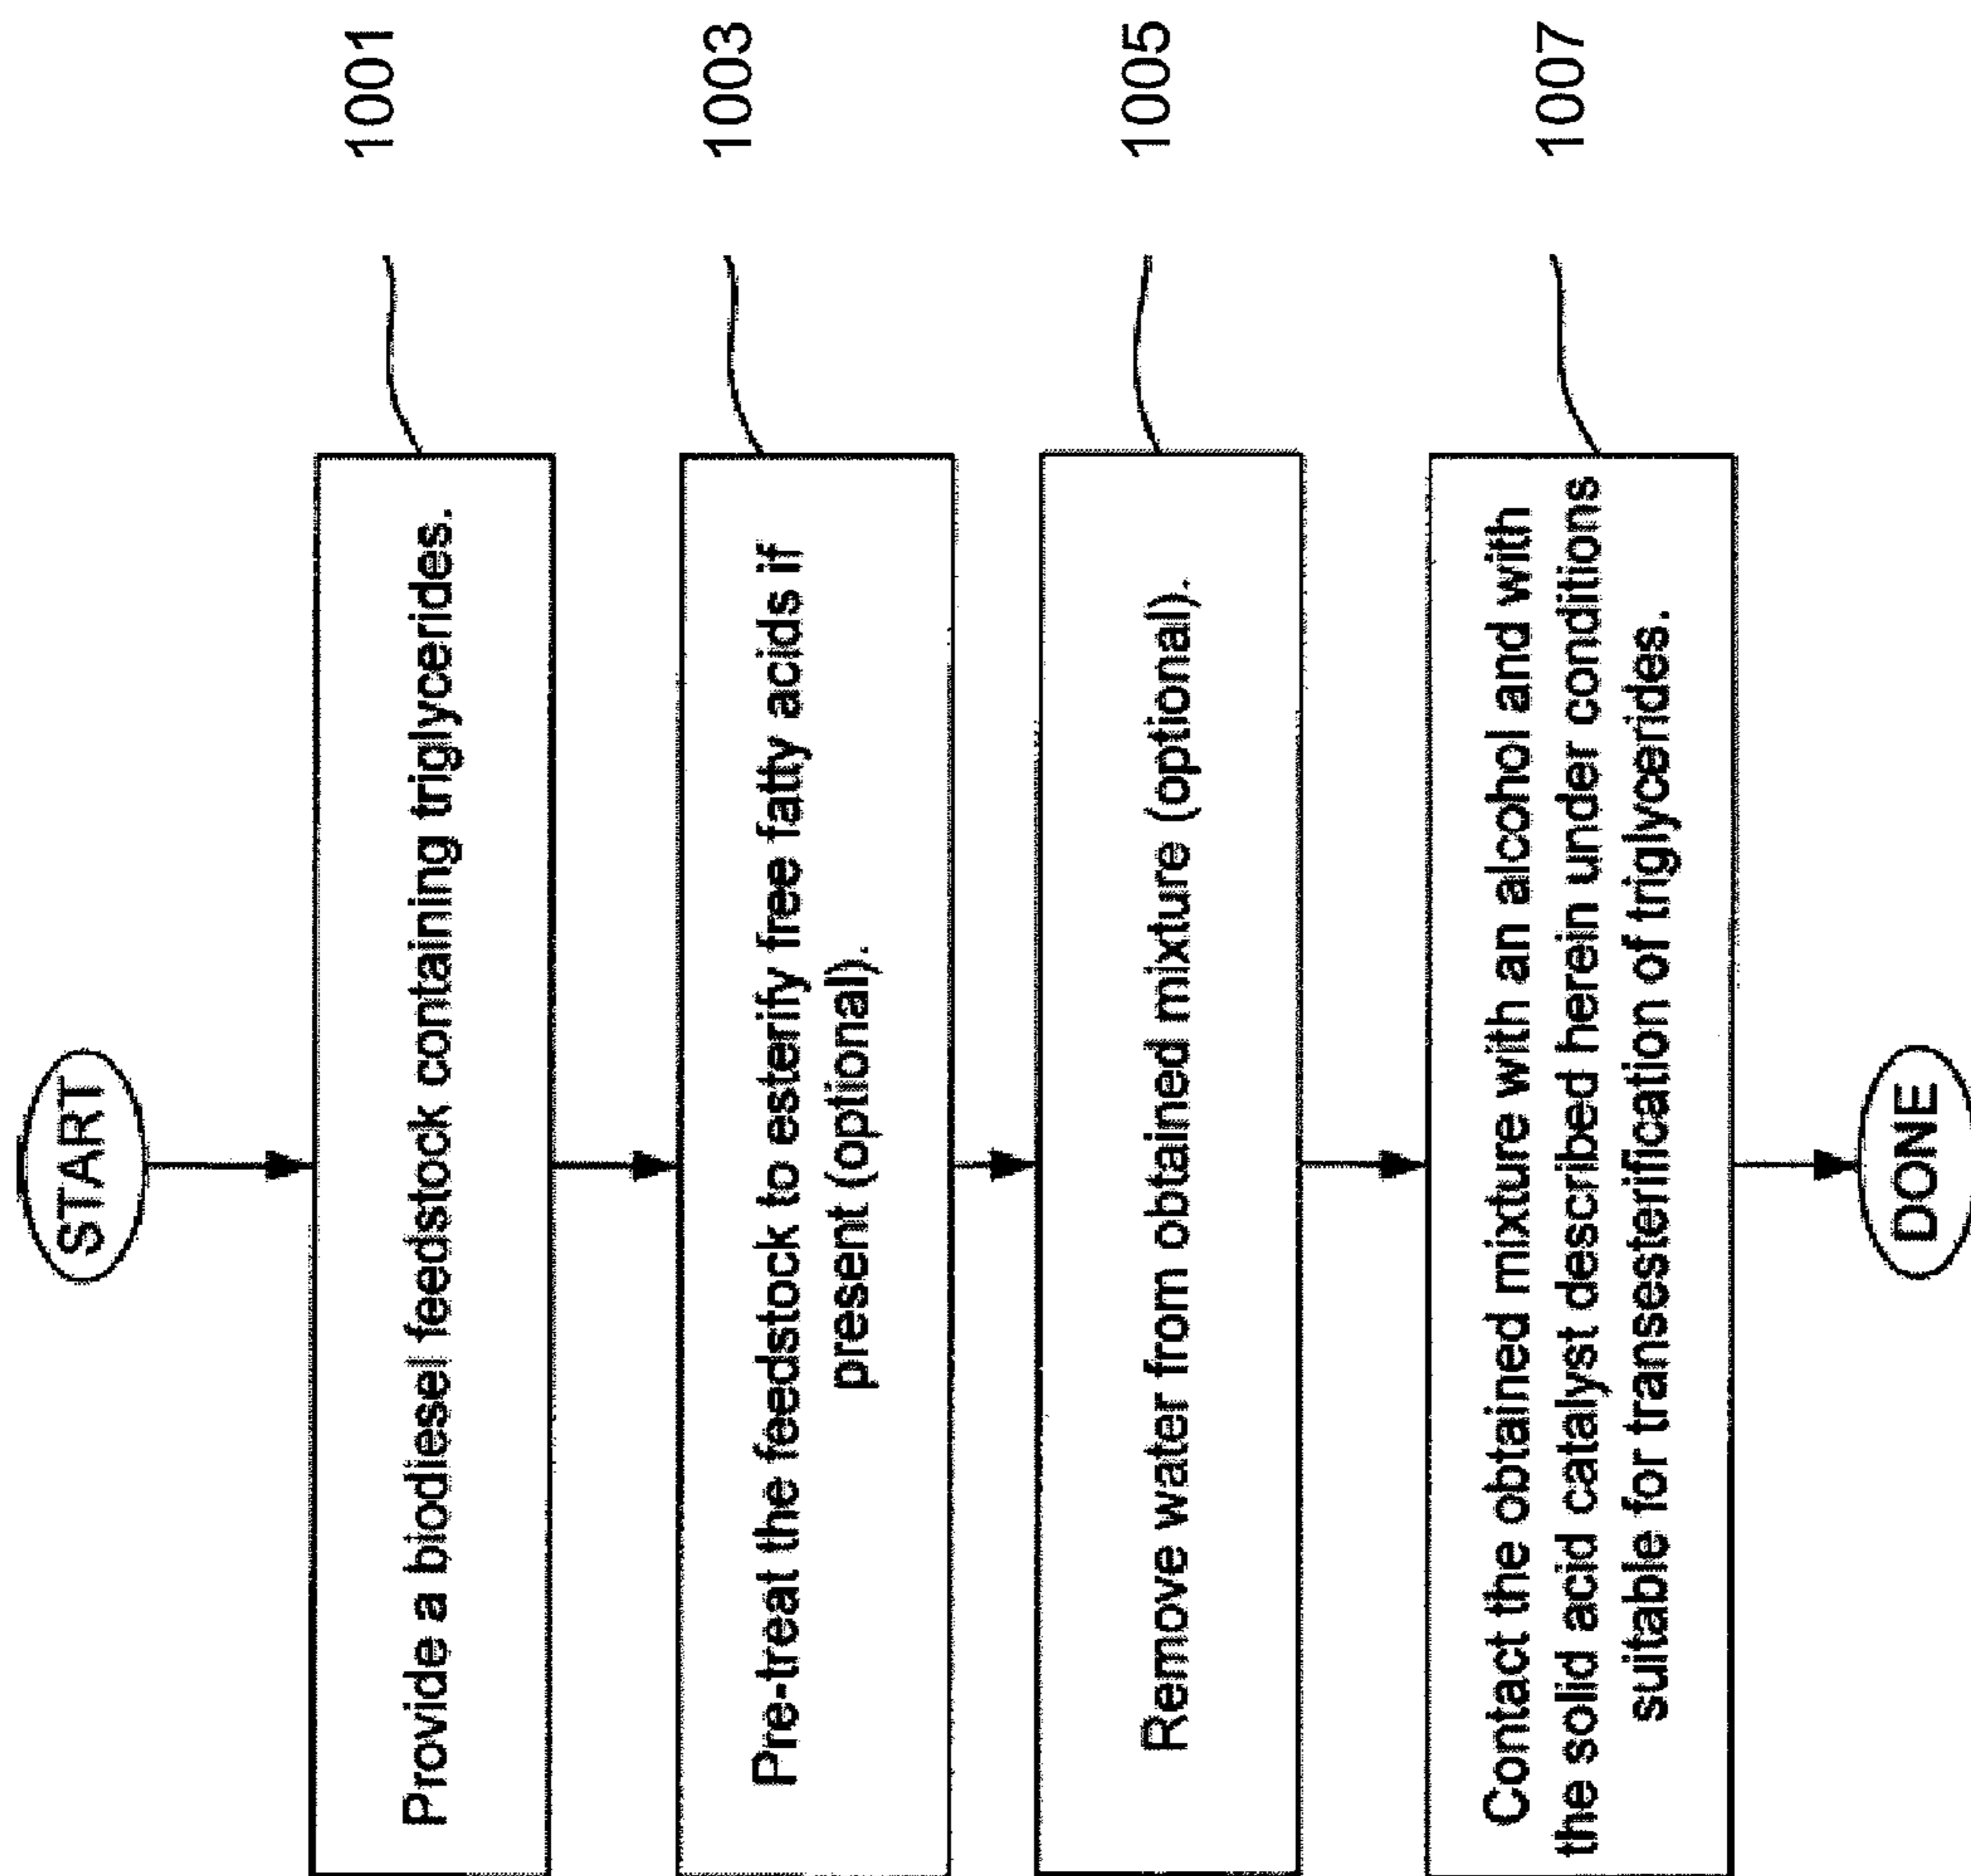 START
Provide a biodiesel feedstock containing triglycerides.
1001
Pre-treat the feedstock to esterify free fatty acids if
present (optional).
1003
Remove water from obtained mixture (optional).
1005
Contact the obtained mixture with an alcohol and with
the solid acid catalyst described herein under conditions
suitable for transesterification of triglycerides.
1007
DONE